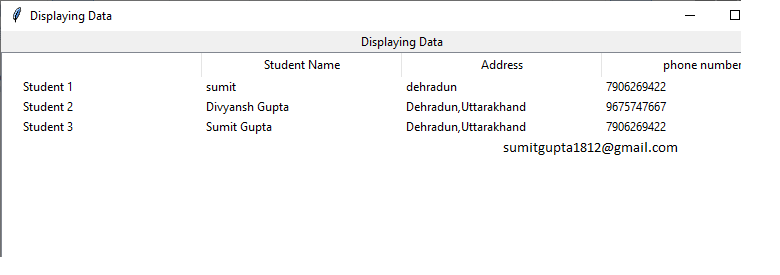 Displaying Data
Displaying Data
Student Name Address phone number
Student 1 sumit dehradun 7906269422
Student 2 Divyansh Gupta Dehradun,Uttarakhand 9675747667
Student 3 Sumit Gupta Dehradun,Uttarakhand 7906269422
sumitgupta1812@gmail.com